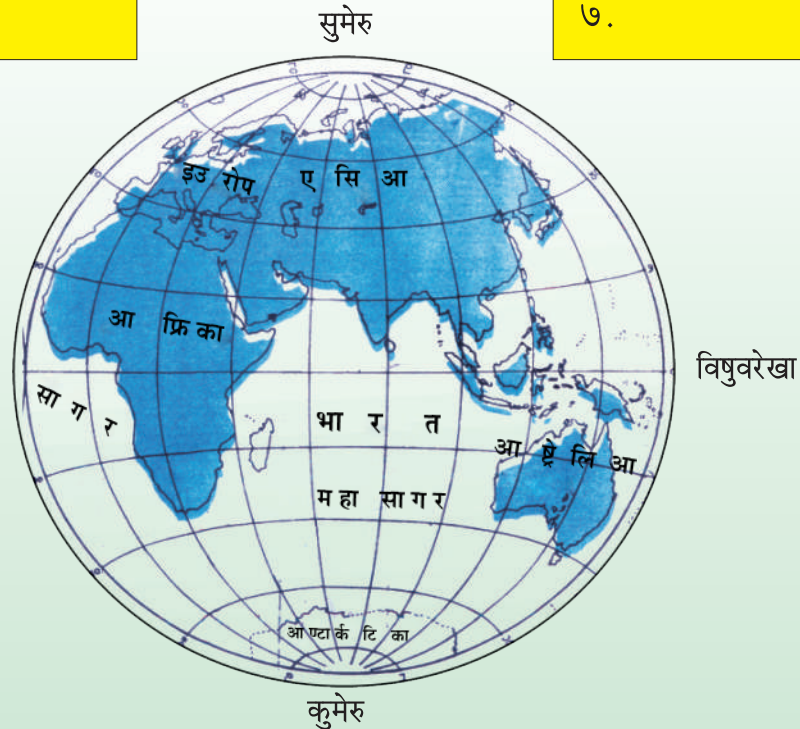 सुमेरु
७.
इउ रोप ए सि आ
आ फ्रि का
विषुवरेखा
सा ग र
भा र त
आ ष्ट्रे लि आ
म हा सा ग र
आ ण्टा र्क टि का
कुमेरु